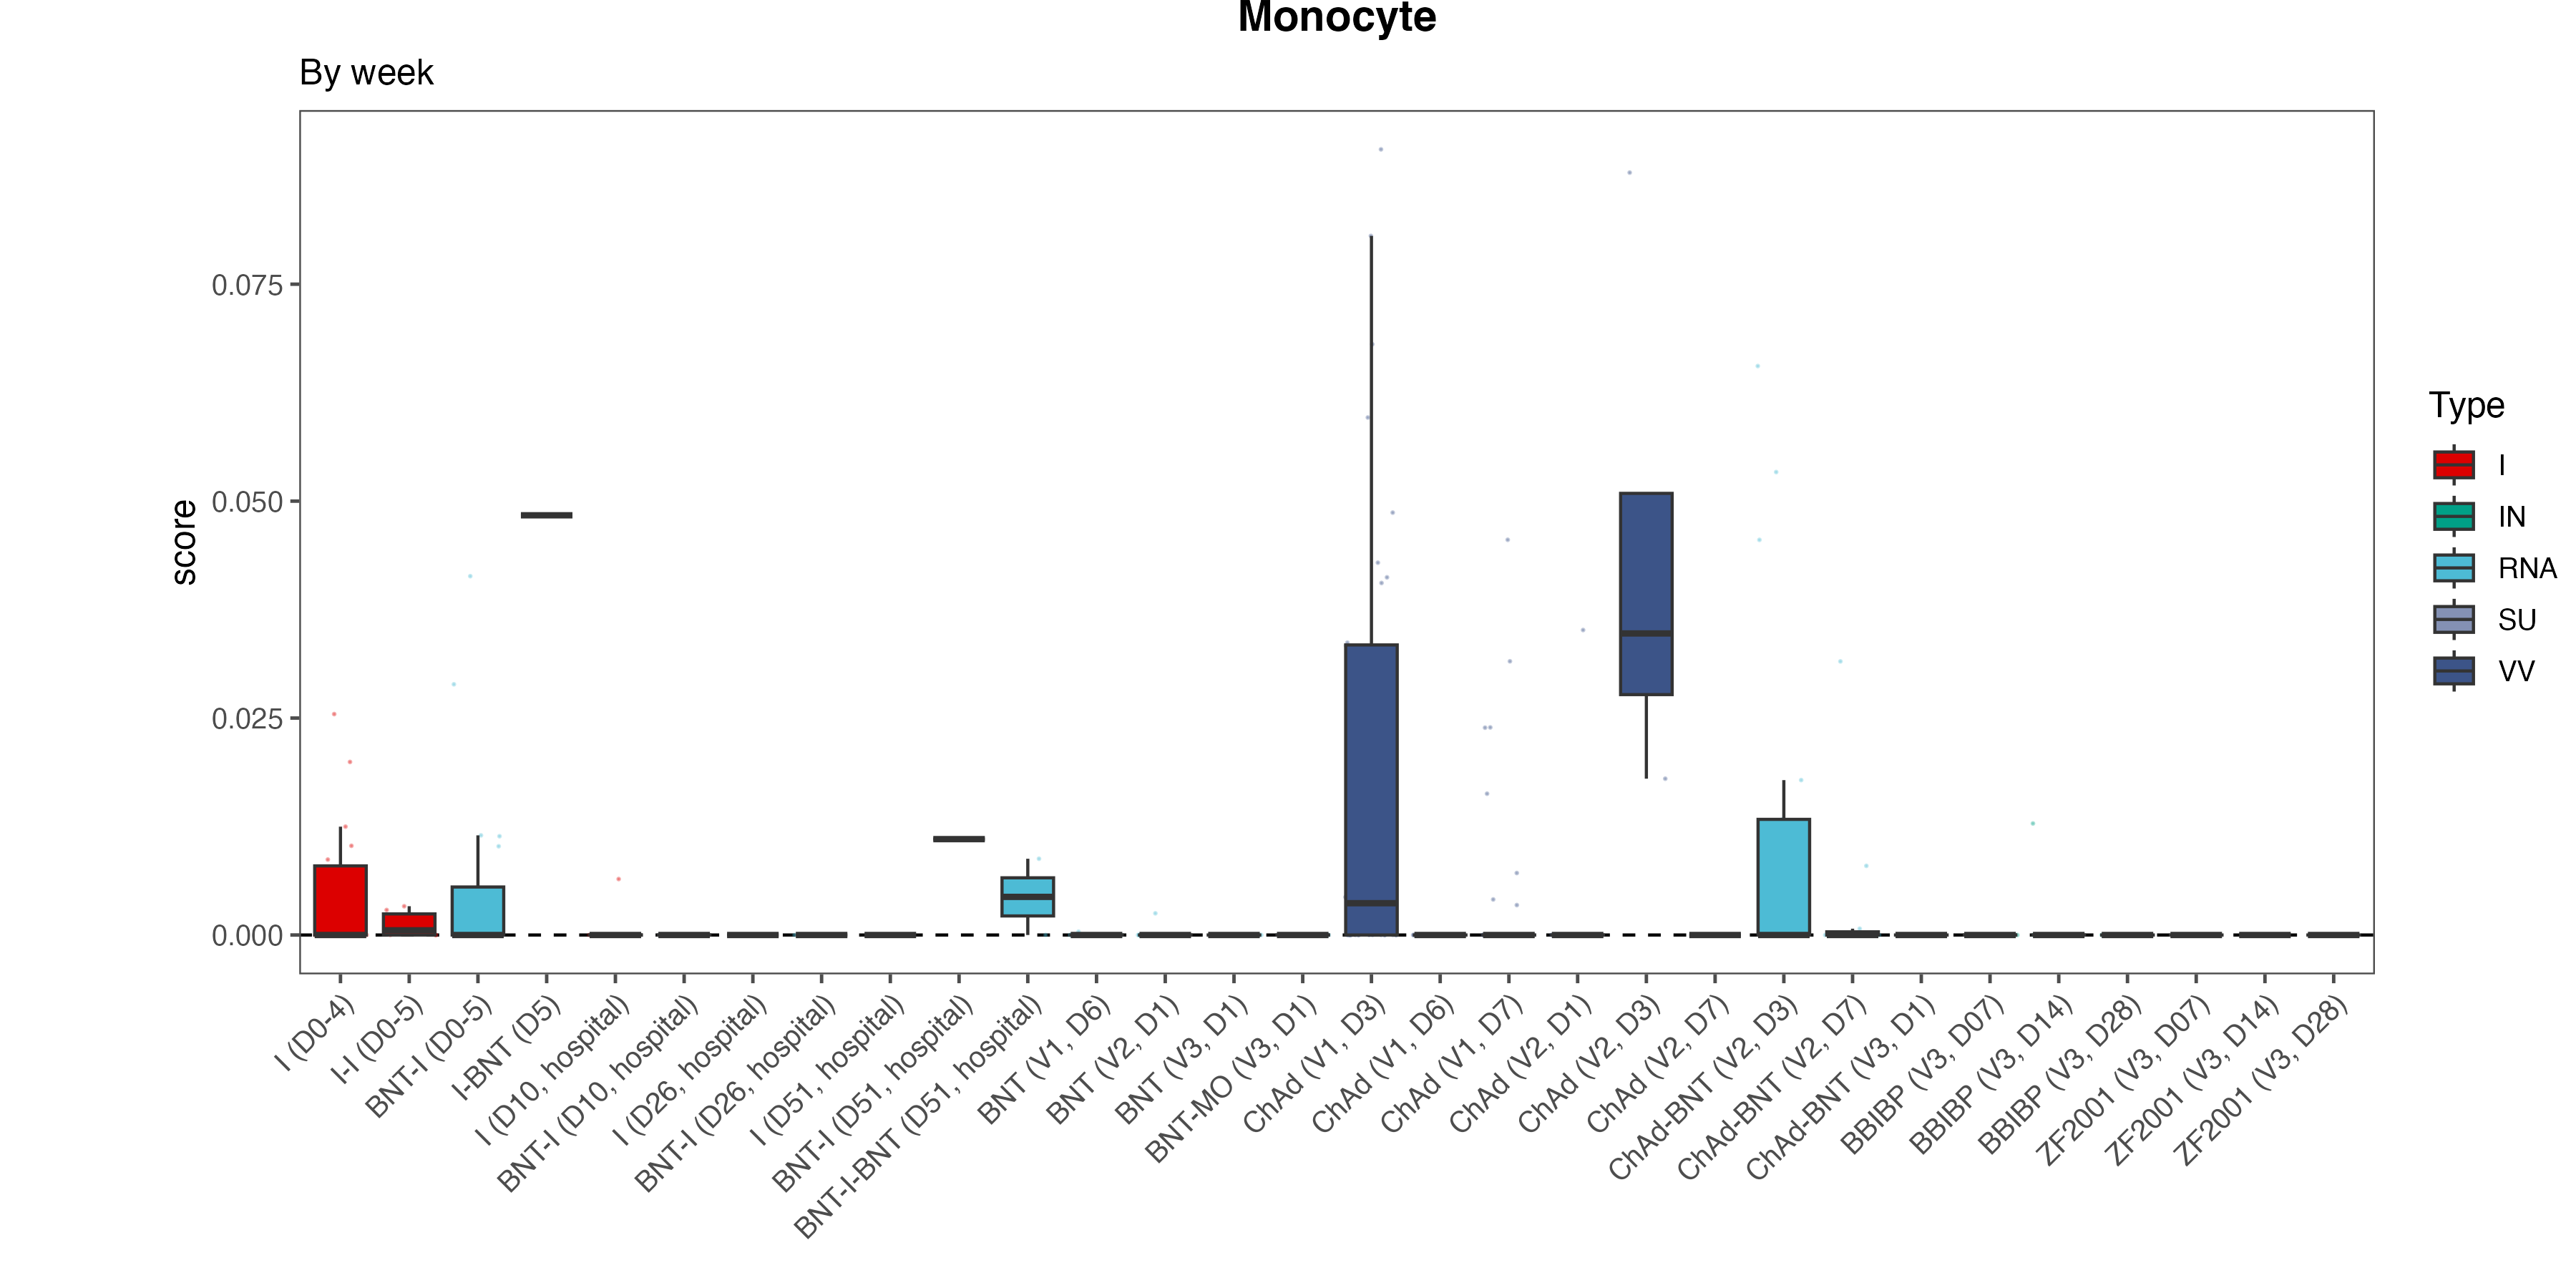 Monocyte
By week
score
0.075
0.050
0.025
0.000
I (D0-4)
I-I (D0-5)
BNT-I (D0-5)
I-BNT (D5)
I (D10, hospital)
BNT-I (D10, hospital)
I (D26, hospital)
BNT-I (D26, hospital)
I (D51, hospital)
BNT-I (D51, hospital)
BNT-I-BNT (D51, hospital)
BNT (V1, D6)
BNT (V2, D1)
BNT (V3, D1)
BNT-MO (V3, D1)
ChAd (V1, D3)
ChAd (V1, D6)
ChAd (V1, D7)
ChAd (V2, D1)
ChAd (V2, D3)
ChAd (V2, D7)
ChAd-BNT (V2, D3)
ChAd-BNT (V2, D7)
ChAd-BNT (V3, D1)
BBIBP (V3, D07)
BBIBP (V3, D14)
BBIBP (V3, D28)
ZF2001 (V3, D07)
ZF2001 (V3, D14)
ZF2001 (V3, D28)
Type
I
IN
RNA
SU
VV